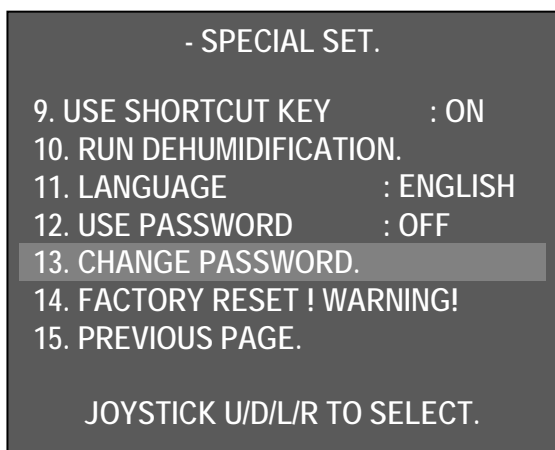 - SPECIAL SET.
9. USE SHORTCUT KEY : ON
10. RUN DEHUMIDIFICATION.
11. LANGUAGE : ENGLISH
12. USE PASSWORD : OFF
13. CHANGE PASSWORD.
14. FACTORY RESET ! WARNING!
15. PREVIOUS PAGE.
JOYSTICK U/D/L/R TO SELECT.